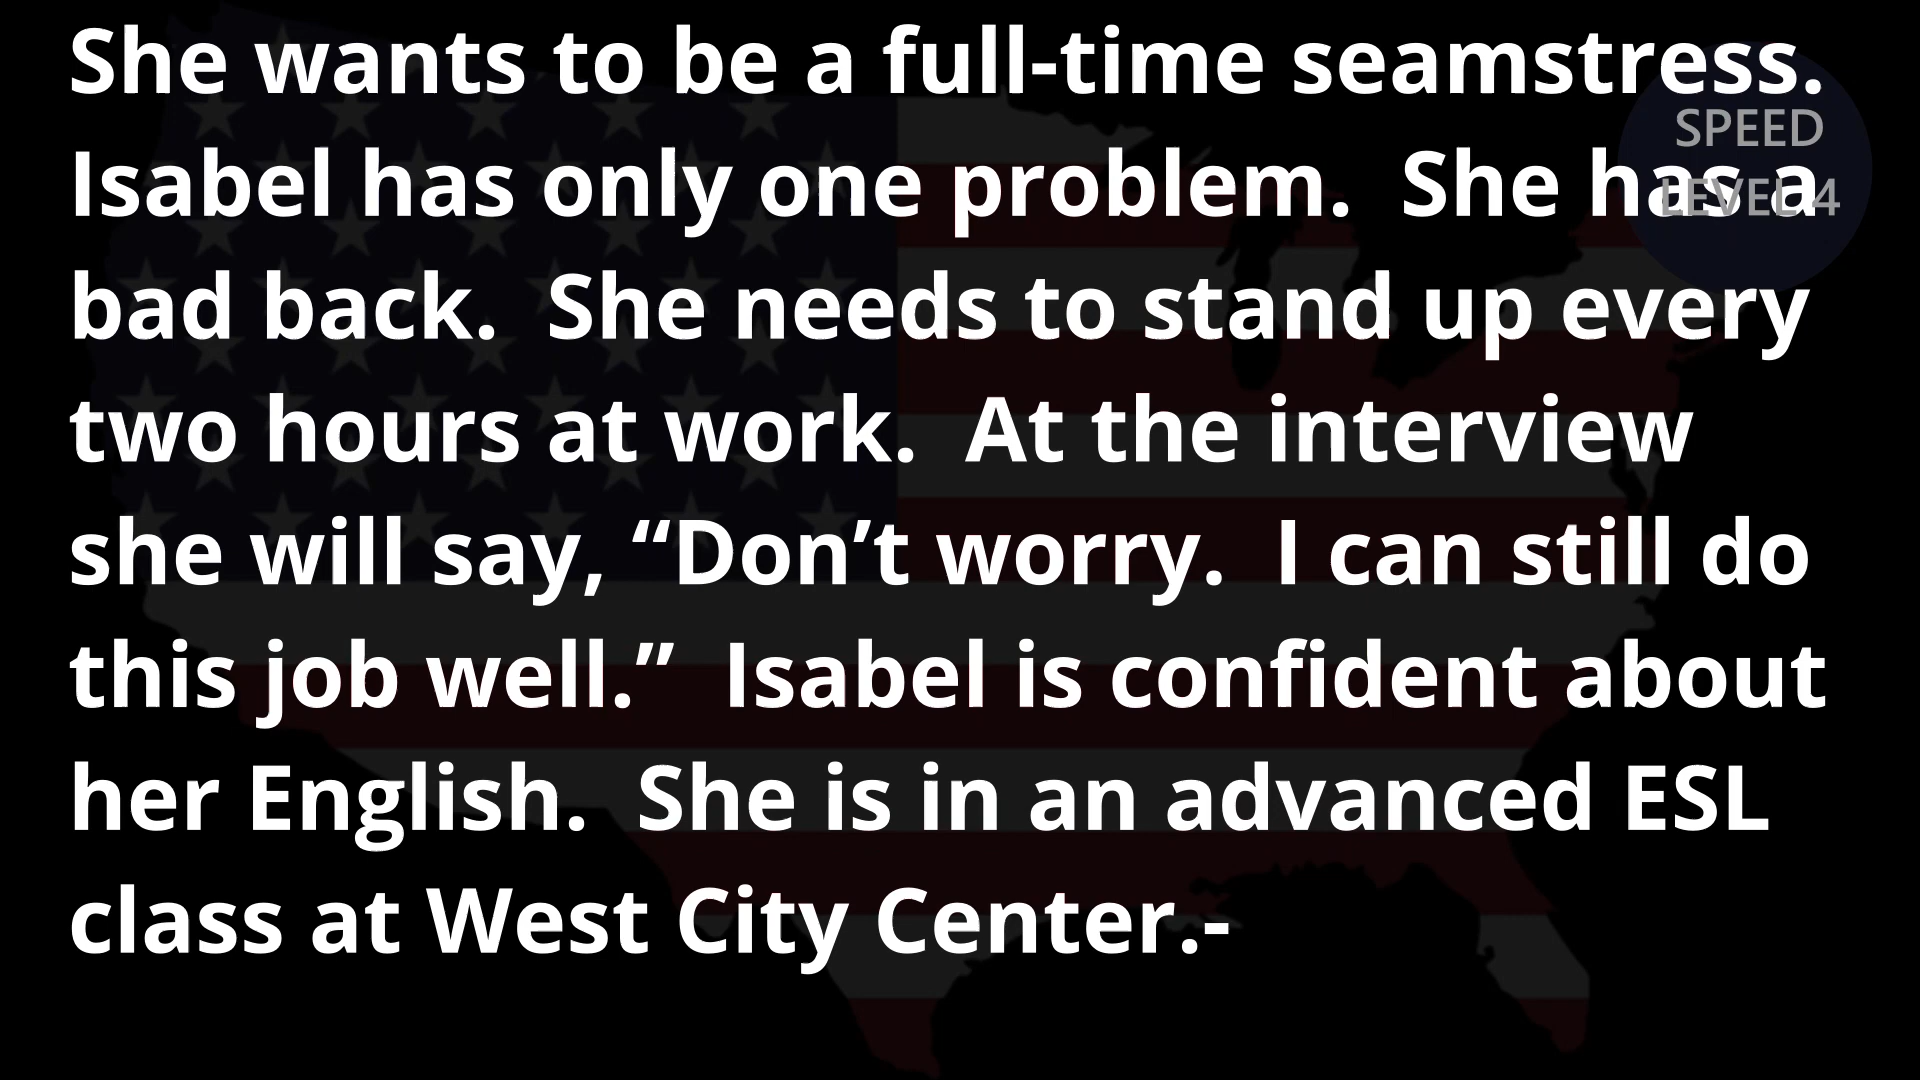 She wants to be a full-time seamstress.
SPEED
Isabel has only one problem.  She has a
LEVEL 4
bad back.  She needs to stand up every
two hours at work.  At the interview
she will say, “Don’t worry.  I can still do
this job well.”  Isabel is confident about
her English.  She is in an advanced ESL
class at West City Center.-